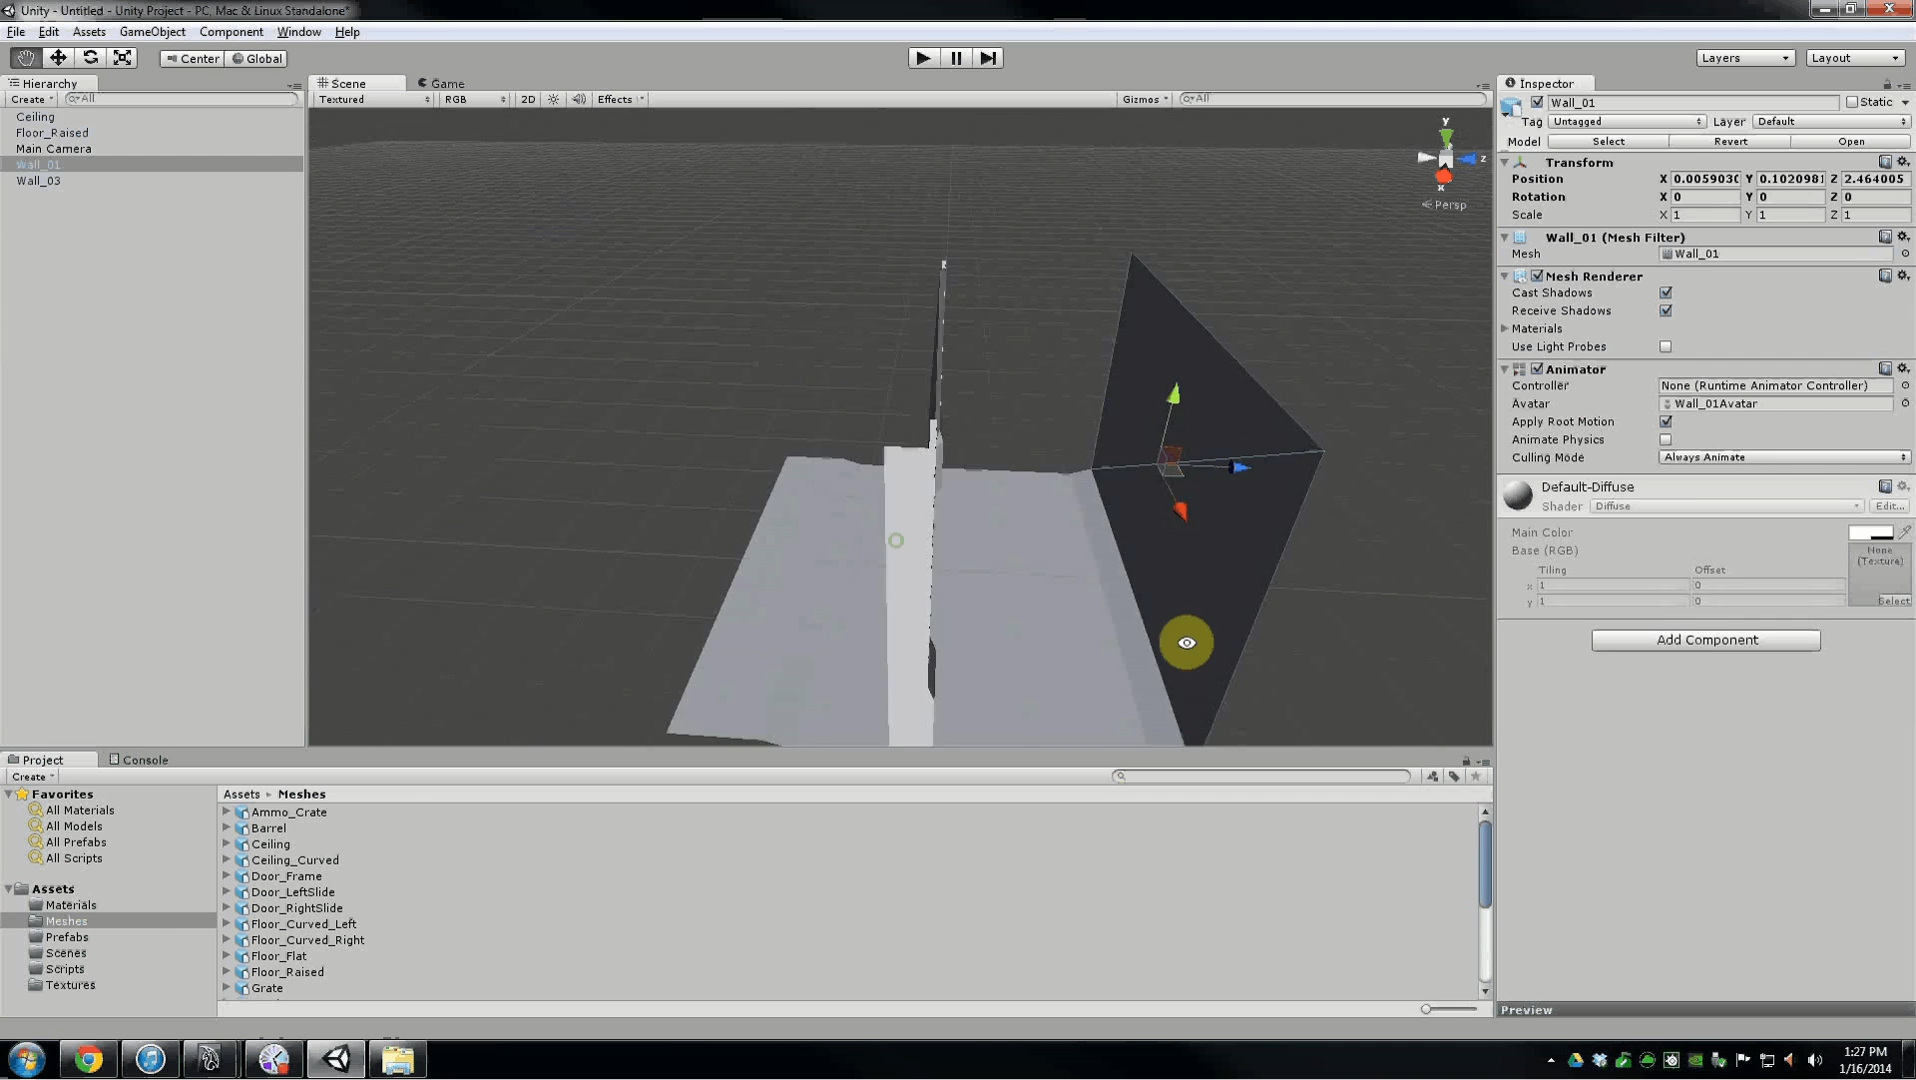 Unity - Untitled - Unity Project - PC, Mac & Linux Standalone*
File Edit Assets GameObject Component Window Help
Center Global Layers Layout
Hierarchy
Create All
Ceiling
Floor_Raised
Main Camera
Wall_01
Wall_03
Scene Game
Textured RGB 2D Effects Gizmos All
y
z
x
Persp
Inspector
Wall_01 Static
Tag Untagged Layer Default
Model Select Revert Open
Transform
Position X 0.0059030 Y 0.1020981 Z 2.464005
Rotation X 0 Y 0 Z 0
Scale X 1 Y 1 Z 1
Wall_01 (Mesh Filter)
Mesh Wall_01
Mesh Renderer
Cast Shadows
Receive Shadows
Materials
Use Light Probes
Animator
Controller None (Runtime Animator Controller)
Avatar Wall_01Avatar
Apply Root Motion
Animate Physics
Culling Mode Always Animate
Default-Diffuse
Shader Diffuse Edit...
Main Color
Base (RGB) None
(Texture)
Tiling Offset
x 1 0
y 1 0 Select
Add Component
Preview
Project Console
Create
Favorites
All Materials
All Models
All Prefabs
All Scripts
Assets
Materials
Meshes
Prefabs
Scenes
Scripts
Textures
Assets Meshes
Ammo_Crate
Barrel
Ceiling
Ceiling_Curved
Door_Frame
Door_LeftSlide
Door_RightSlide
Floor_Curved_Left
Floor_Curved_Right
Floor_Flat
Floor_Raised
Grate
1:27 PM
1/16/2014